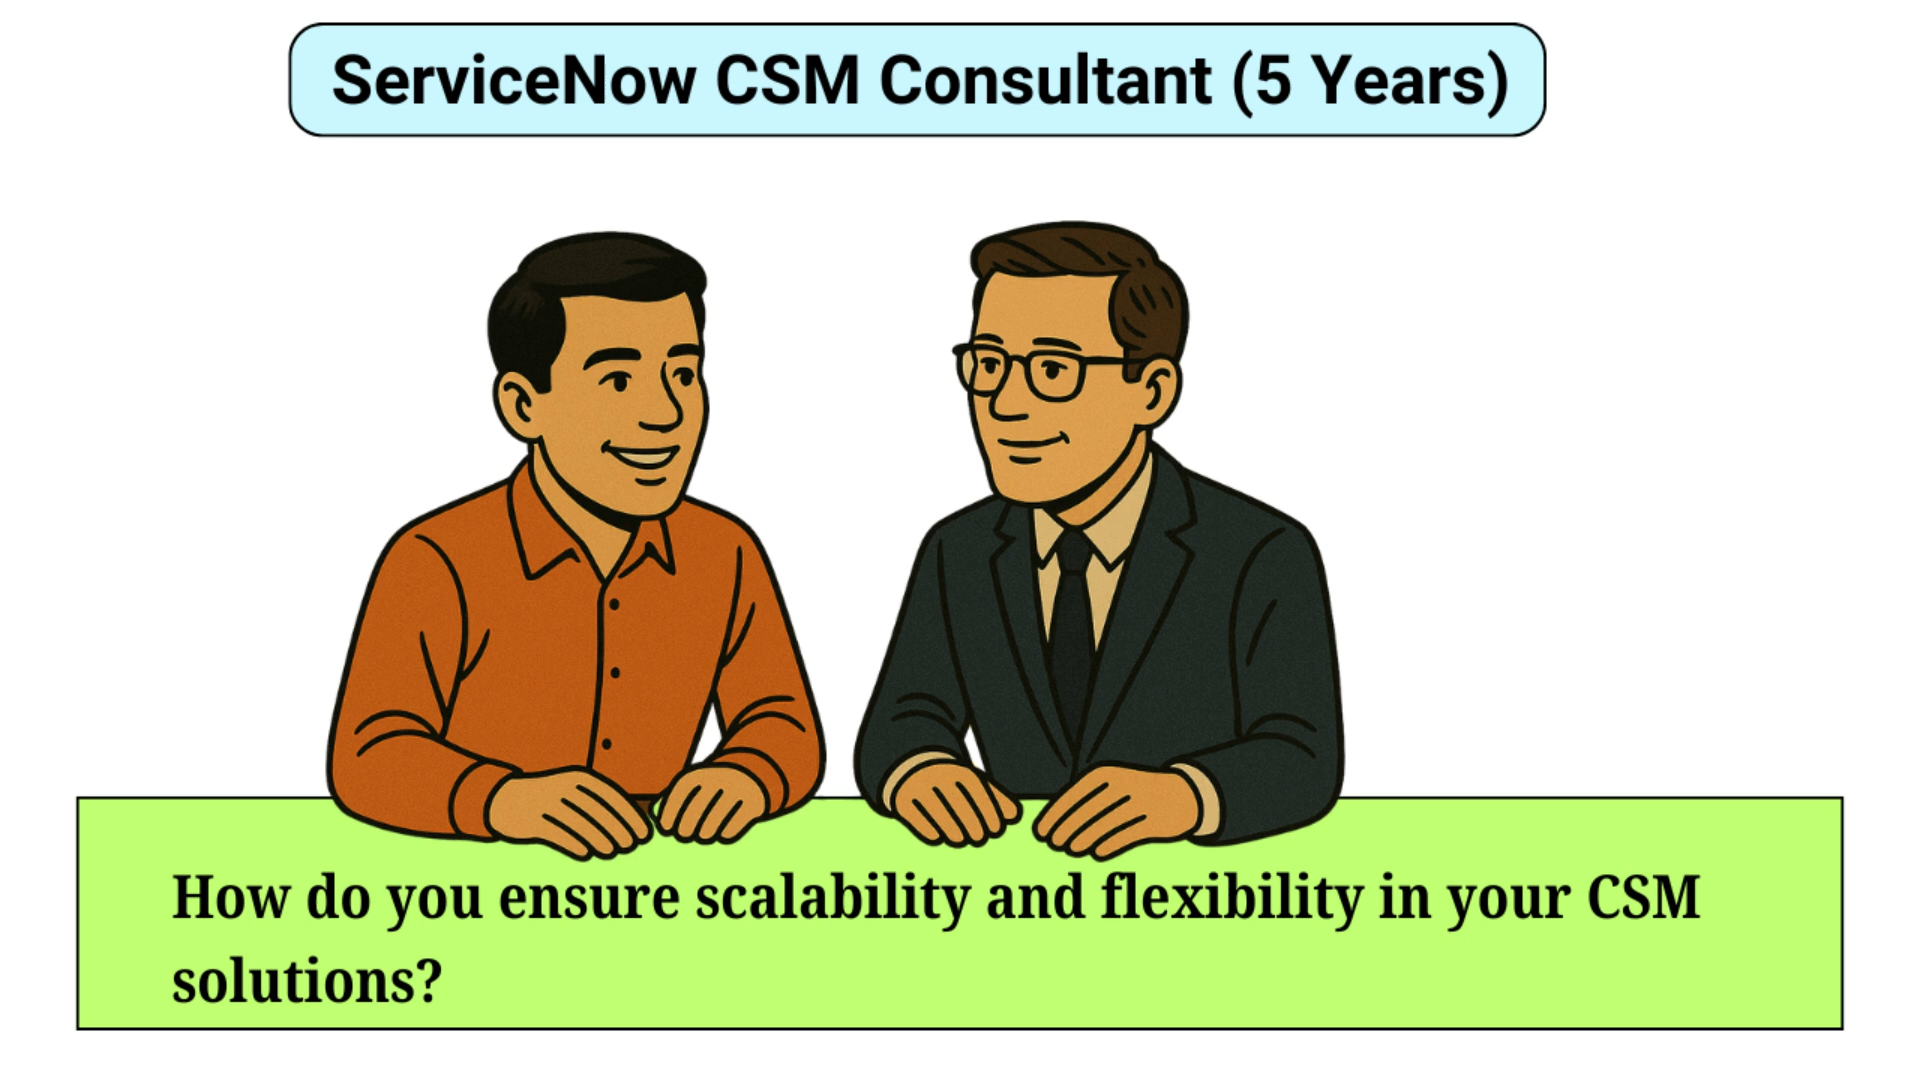 ServiceNow CSM Consultant (5 Years)
How do you ensure scalability and flexibility in your CSM
solutions?